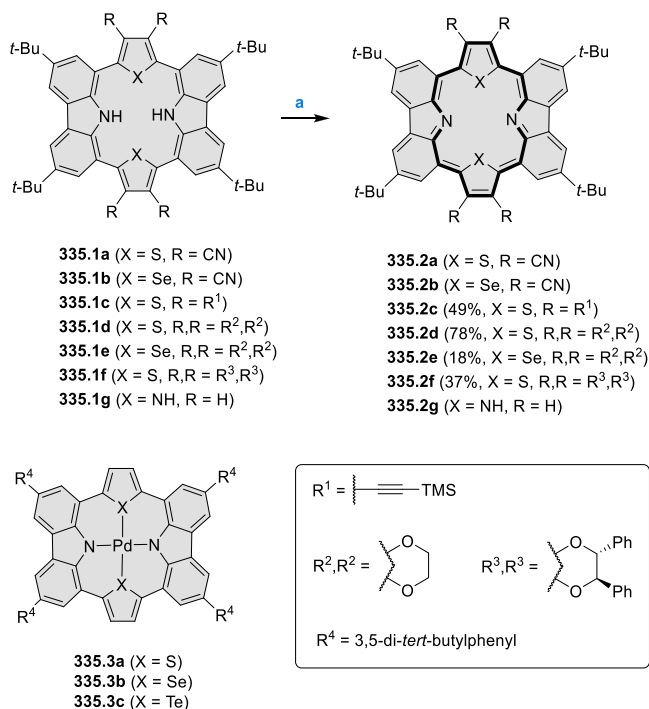 R R R R
t-Bu t-Bu t-Bu t-Bu
X a X
NH HN N N
X X
t-Bu t-Bu t-Bu t-Bu
R R R R
335.1a (X = S, R = CN)
335.1b (X = Se, R = CN)
335.1c (X = S, R = R¹)
335.1d (X = S, R,R = R²,R²)
335.1e (X = Se, R,R = R²,R²)
335.1f (X = S, R,R = R³,R³)
335.1g (X = NH, R = H)
335.2a (X = S, R = CN)
335.2b (X = Se, R = CN)
335.2c (49%, X = S, R = R¹)
335.2d (78%, X = S, R,R = R²,R²)
335.2e (18%, X = Se, R,R = R²,R²)
335.2f (37%, X = S, R,R = R³,R³)
335.2g (X = NH, R = H)
R⁴ R⁴
X
N Pd N
X
R⁴ R⁴
335.3a (X = S)
335.3b (X = Se)
335.3c (X = Te)
R¹ = TMS
R²,R² = O O
R³,R³ = O Ph O Ph
R⁴ = 3,5-di-tert-butylphenyl